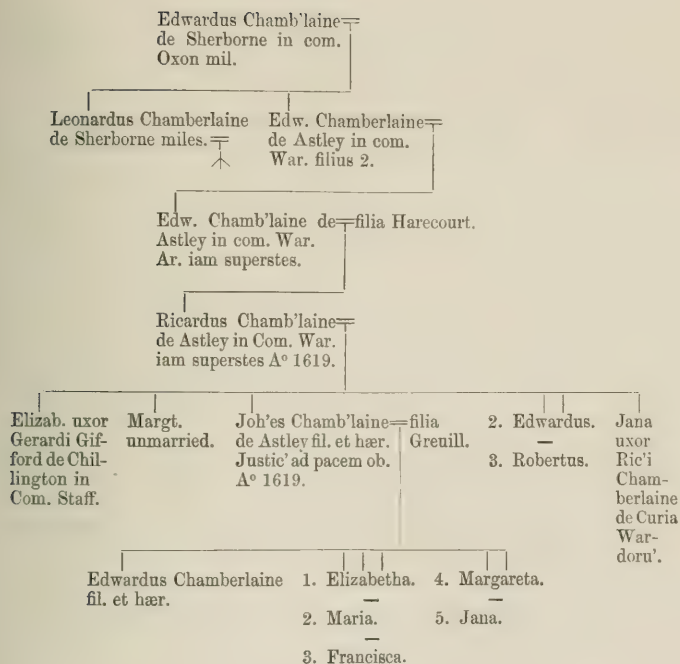 Edwardus Chamb'laine
de Sherborne in com.
Oxon mil.
Leonardus Chamberlaine
de Sherborne miles.
Edw. Chamberlaine
de Astley in com.
War. filius 2.
Edw. Chamb'laine de
Astley in com. War.
Ar. iam superstes.
filia Harecourt.
Ricardus Chamb'laine
de Astley in Com. War.
iam superstes Aº 1619.
Elizab. uxor
Gerardi Gif-
ford de Chil-
lington in
Com. Staff.
Margt.
unmarried.
Joh'es Chamb'laine
de Astley fil. et hær.
Justic' ad pacem ob.
Aº 1619.
filia
Greuill.
2. Edwardus.
3. Robertus.
Jana
uxor
Ric'i
Cham-
berlaine
de Curia
War-
doru'.
Edwardus Chamberlaine
fil. et hær.
1. Elizabetha.
2. Maria.
3. Francisca.
4. Margareta.
5. Jana.